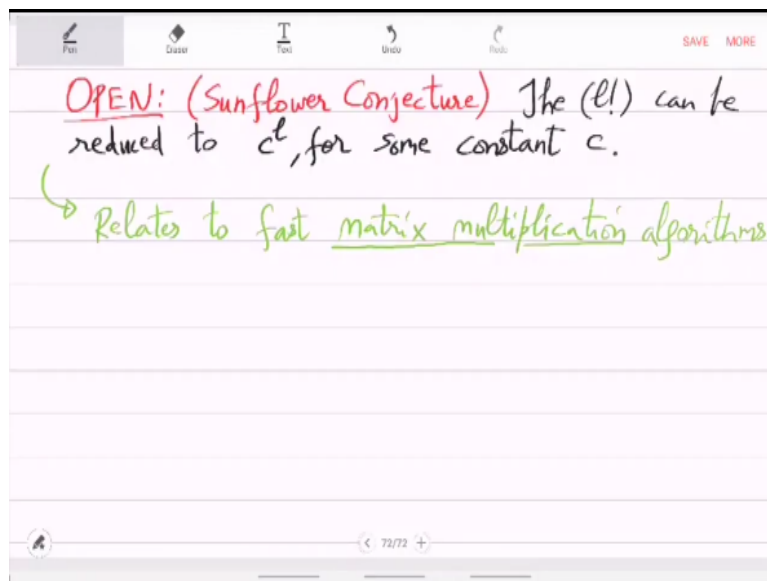 Pen Eraser Text Undo Redo SAVE MORE
OPEN: (Sunflower Conjecture) The (l!) can be
reduced to c^l, for some constant c.
↳ Relates to fast matrix multiplication algorithms
< 72/72 +